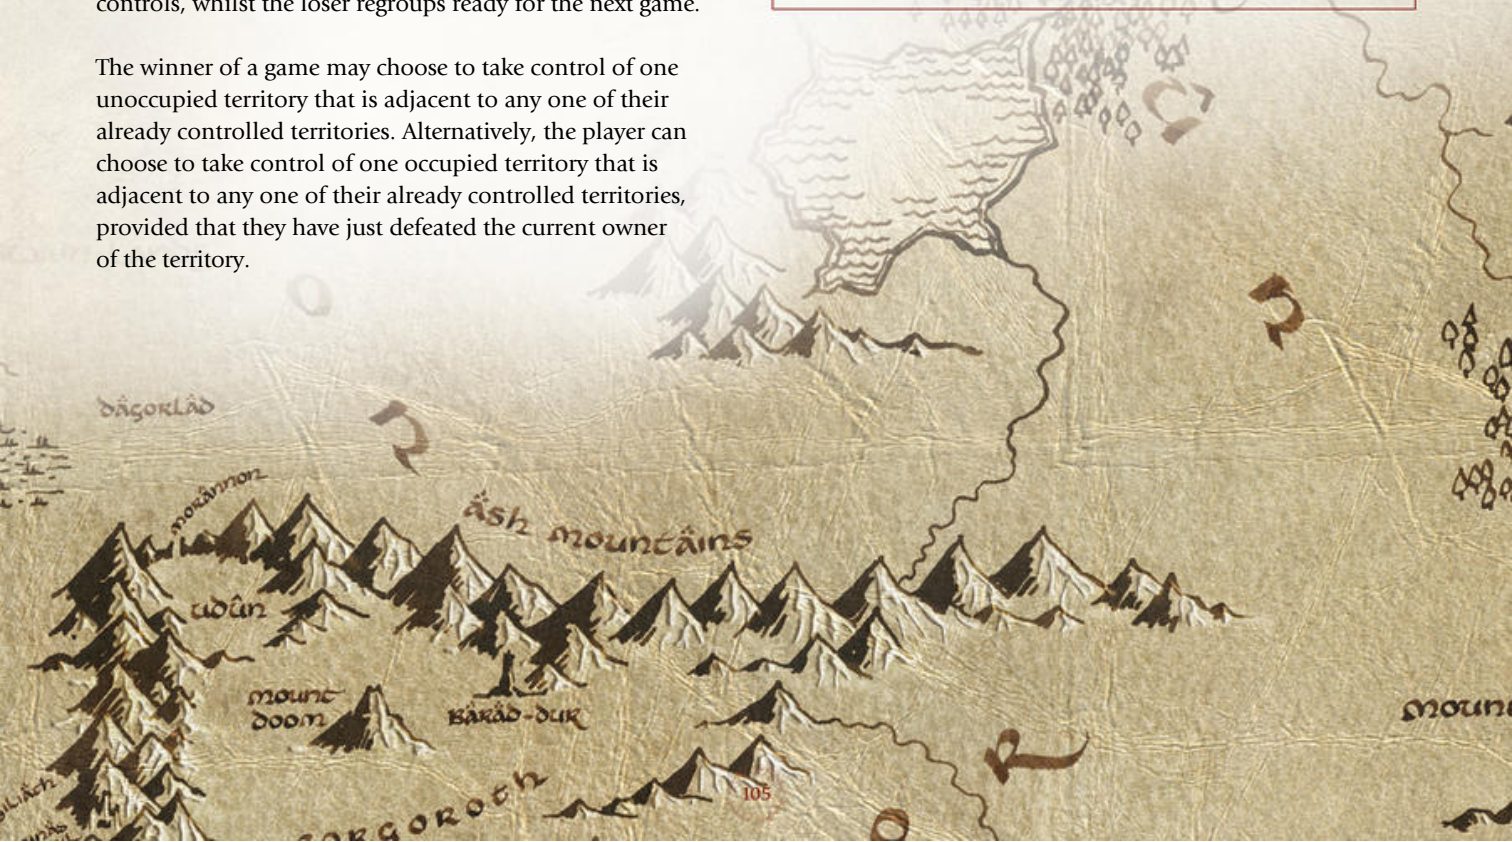 controls, whilst the loser regroups ready for the next game.
The winner of a game may choose to take control of one
unoccupied territory that is adjacent to any one of their
already controlled territories. Alternatively, the player can
choose to take control of one occupied territory that is
adjacent to any one of their already controlled territories,
provided that they have just defeated the current owner
of the territory.
Dagorlad
Morannon
Ash Mountains
Udûn
Mount
Doom
Barad-Dur
105